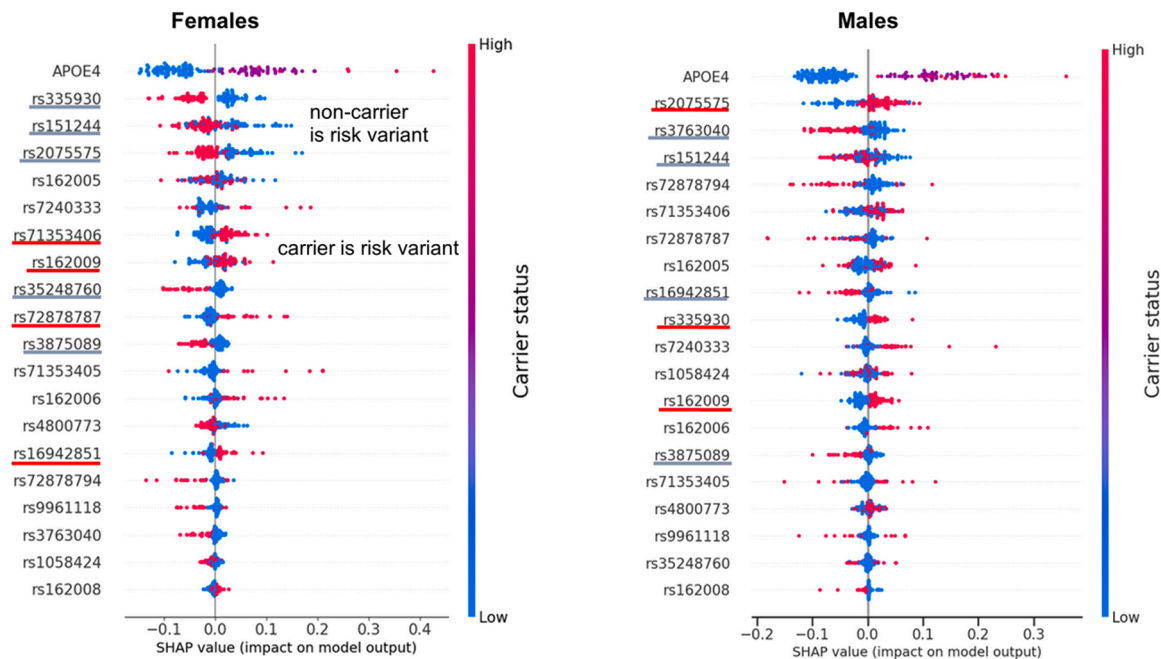 Females
APOE4
rs335930
rs151244
rs2075575
rs162005
rs7240333
rs71353406
rs162009
rs35248760
rs72878787
rs3875089
rs71353405
rs162006
rs4800773
rs16942851
rs72878794
rs9961118
rs3763040
rs1058424
rs162008
non-carrier
is risk variant
carrier is risk variant
−0.1 0.0 0.1 0.2 0.3 0.4
SHAP value (impact on model output)
High
Low
Carrier status
Males
APOE4
rs2075575
rs3763040
rs151244
rs72878794
rs71353406
rs72878787
rs162005
rs16942851
rs335930
rs7240333
rs1058424
rs162009
rs162006
rs3875089
rs71353405
rs4800773
rs9961118
rs35248760
rs162008
−0.2 −0.1 0.0 0.1 0.2 0.3
SHAP value (impact on model output)
High
Low
Carrier status